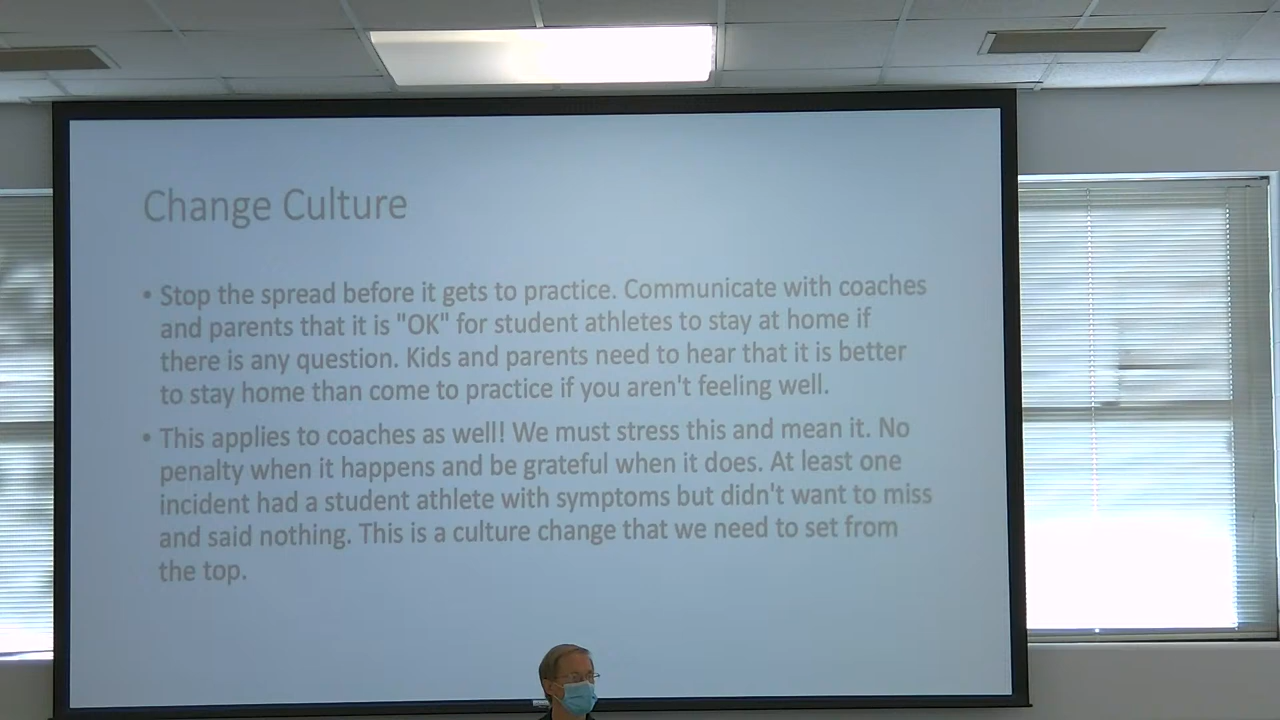 Change Culture
• Stop the spread before it gets to practice. Communicate with coaches
and parents that it is "OK" for student athletes to stay at home if
there is any question. Kids and parents need to hear that it is better
to stay home than come to practice if you aren't feeling well.
• This applies to coaches as well! We must stress this and mean it. No
penalty when it happens and be grateful when it does. At least one
incident had a student athlete with symptoms but didn't want to miss
and said nothing. This is a culture change that we need to set from
the top.